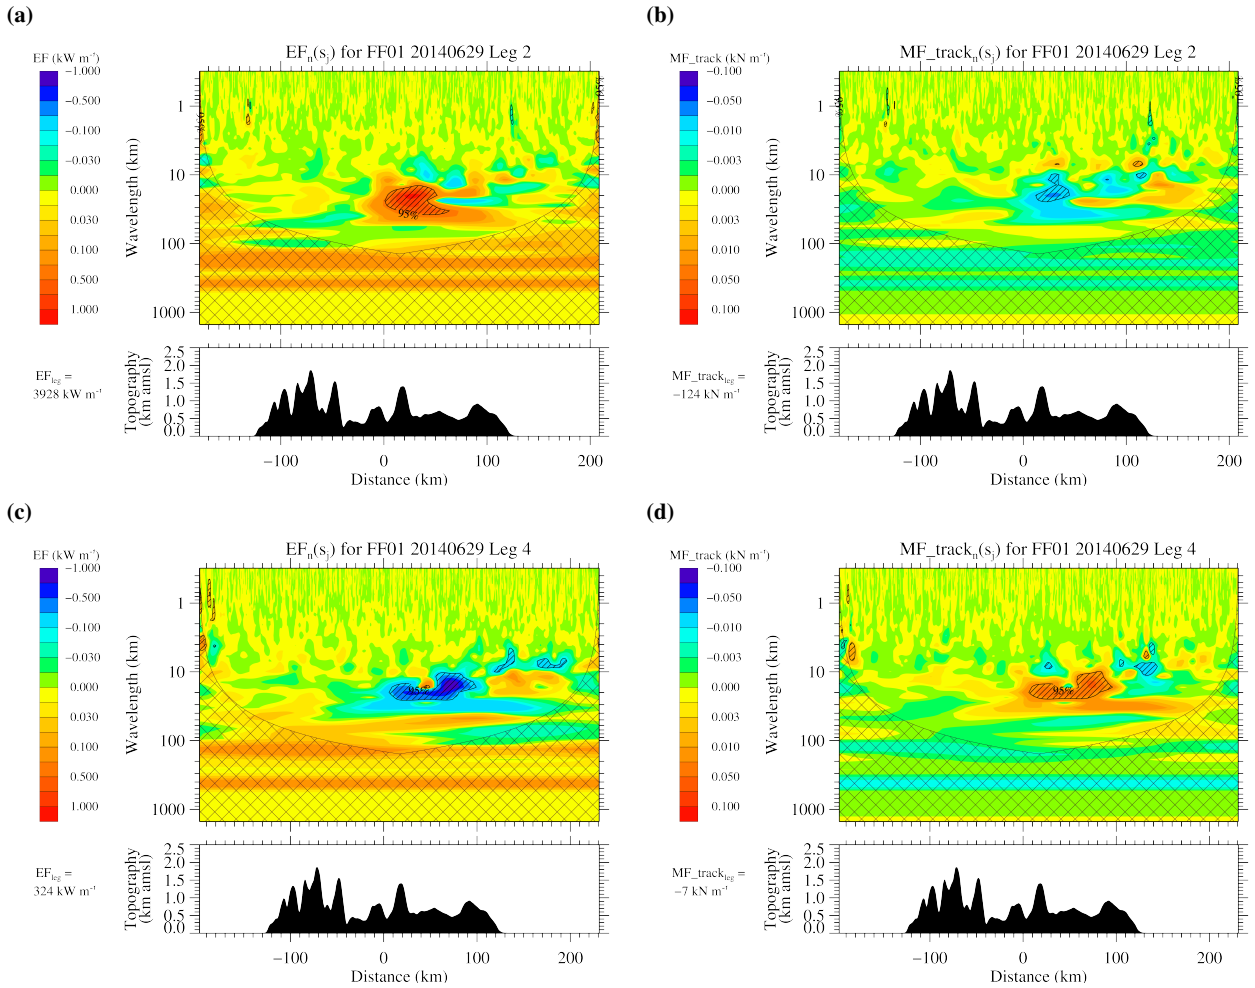 (a)
EF (kW m⁻¹)
EFₙ(sⱼ) for FF01 20140629 Leg 2
−1.000
−0.500
−0.100
−0.030
0.000
0.030
0.100
0.500
1.000
Wavelength (km)
1
10
100
1000
95%
95%
95%
EF_leg =
3928 kW m⁻¹
Topography
(km amsl)
2.5
2.0
1.5
1.0
0.5
0.0
−100
0
100
200
Distance (km)
(b)
MF_track (kN m⁻¹)
MF_trackₙ(sⱼ) for FF01 20140629 Leg 2
−0.100
−0.050
−0.010
−0.003
0.000
0.003
0.010
0.050
0.100
Wavelength (km)
1
10
100
1000
95%
95%
MF_track_leg =
−124 kN m⁻¹
Topography
(km amsl)
2.5
2.0
1.5
1.0
0.5
0.0
−100
0
100
200
Distance (km)
(c)
EF (kW m⁻¹)
EFₙ(sⱼ) for FF01 20140629 Leg 4
−1.000
−0.500
−0.100
−0.030
0.000
0.030
0.100
0.500
1.000
Wavelength (km)
1
10
100
1000
95%
EF_leg =
324 kW m⁻¹
Topography
(km amsl)
2.5
2.0
1.5
1.0
0.5
0.0
−100
0
100
200
Distance (km)
(d)
MF_track (kN m⁻¹)
MF_trackₙ(sⱼ) for FF01 20140629 Leg 4
−0.100
−0.050
−0.010
−0.003
0.000
0.003
0.010
0.050
0.100
Wavelength (km)
1
10
100
1000
95%
MF_track_leg =
−7 kN m⁻¹
Topography
(km amsl)
2.5
2.0
1.5
1.0
0.5
0.0
−100
0
100
200
Distance (km)